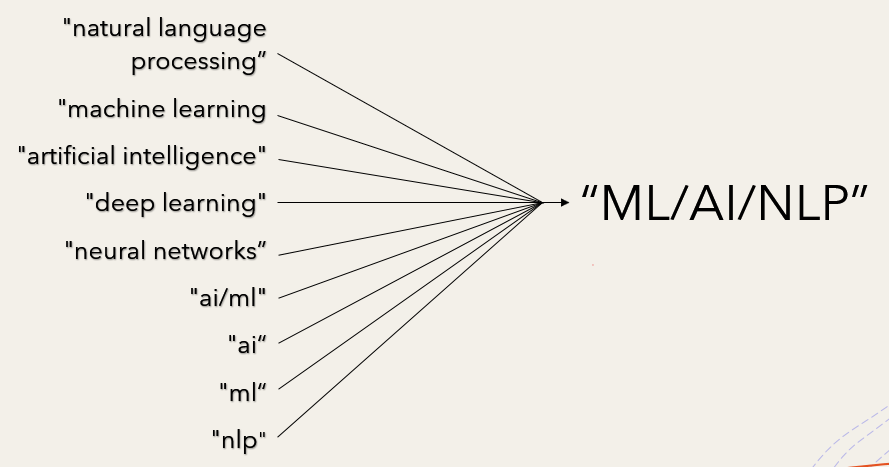 "natural language
processing”
"machine learning
"artificial intelligence"
"deep learning"
"neural networks”
"ai/ml"
"ai“
"ml“
"nlp"
“ML/AI/NLP”